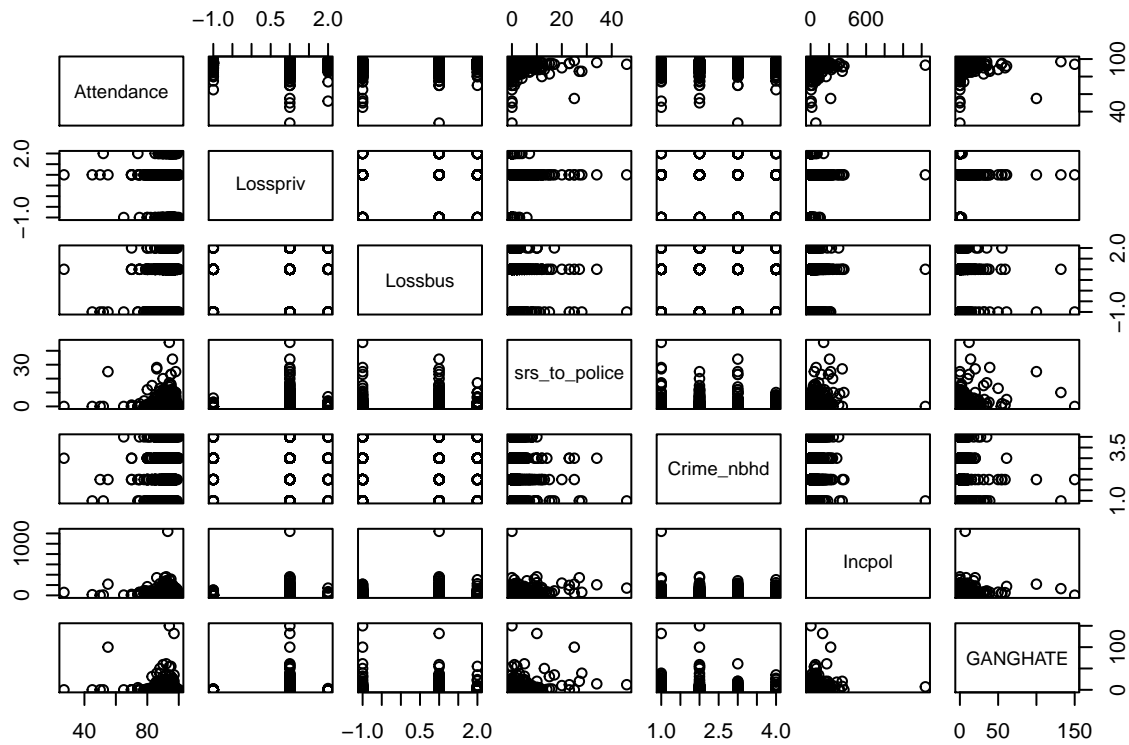 −1.0 0.5 2.0 0 20 40 0 600
Attendance 40 100
−1.0 2.0 Losspriv
Lossbus −1.0 2.0
0 30 srs_to_police
Crime_nbhd 1.0 3.5
0 1000 Incpol
GANGHATE 0 100
40 80 −1.0 0.5 2.0 1.0 2.5 4.0 0 50 150